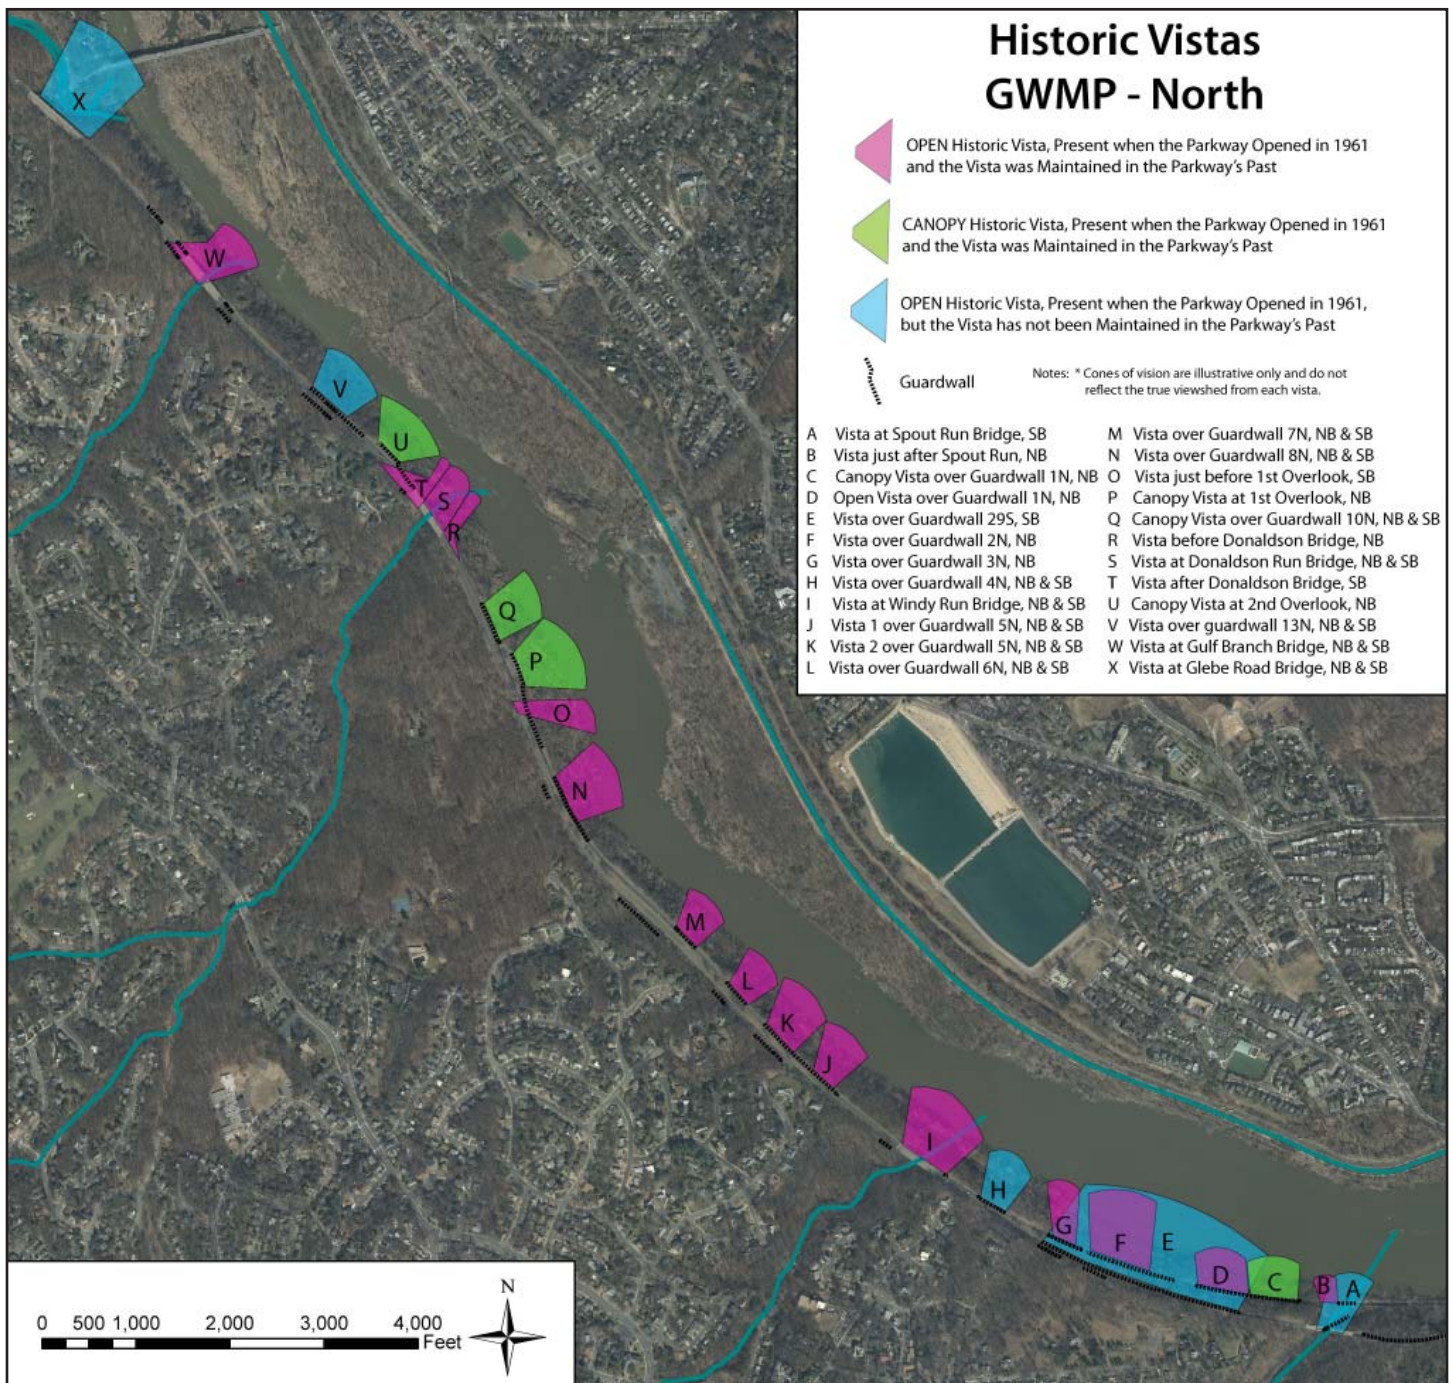 Historic Vistas
GWMP - North
OPEN Historic Vista, Present when the Parkway Opened in 1961
and the Vista was Maintained in the Parkway's Past
CANOPY Historic Vista, Present when the Parkway Opened in 1961
and the Vista was Maintained in the Parkway's Past
OPEN Historic Vista, Present when the Parkway Opened in 1961,
but the Vista has not been Maintained in the Parkway's Past
Guardwall
Notes: * Cones of vision are illustrative only and do not
reflect the true viewshed from each vista.
A Vista at Spout Run Bridge, SB
B Vista just after Spout Run, NB
C Canopy Vista over Guardwall 1N, NB
D Open Vista over Guardwall 1N, NB
E Vista over Guardwall 29S, SB
F Vista over Guardwall 2N, NB
G Vista over Guardwall 3N, NB
H Vista over Guardwall 4N, NB & SB
I Vista at Windy Run Bridge, NB & SB
J Vista 1 over Guardwall 5N, NB & SB
K Vista 2 over Guardwall 5N, NB & SB
L Vista over Guardwall 6N, NB & SB
M Vista over Guardwall 7N, NB & SB
N Vista over Guardwall 8N, NB & SB
O Vista just before 1st Overlook, SB
P Canopy Vista at 1st Overlook, NB
Q Canopy Vista over Guardwall 10N, NB & SB
R Vista before Donaldson Bridge, NB
S Vista at Donaldson Run Bridge, NB & SB
T Vista after Donaldson Bridge, SB
U Canopy Vista at 2nd Overlook, NB
V Vista over guardwall 13N, NB & SB
W Vista at Gulf Branch Bridge, NB & SB
X Vista at Glebe Road Bridge, NB & SB
X
W
V
U
T
S
R
Q
P
O
N
M
L
K
J
I
H
G
F
E
D
C
B
A
N
0 500 1,000 2,000 3,000 4,000
Feet